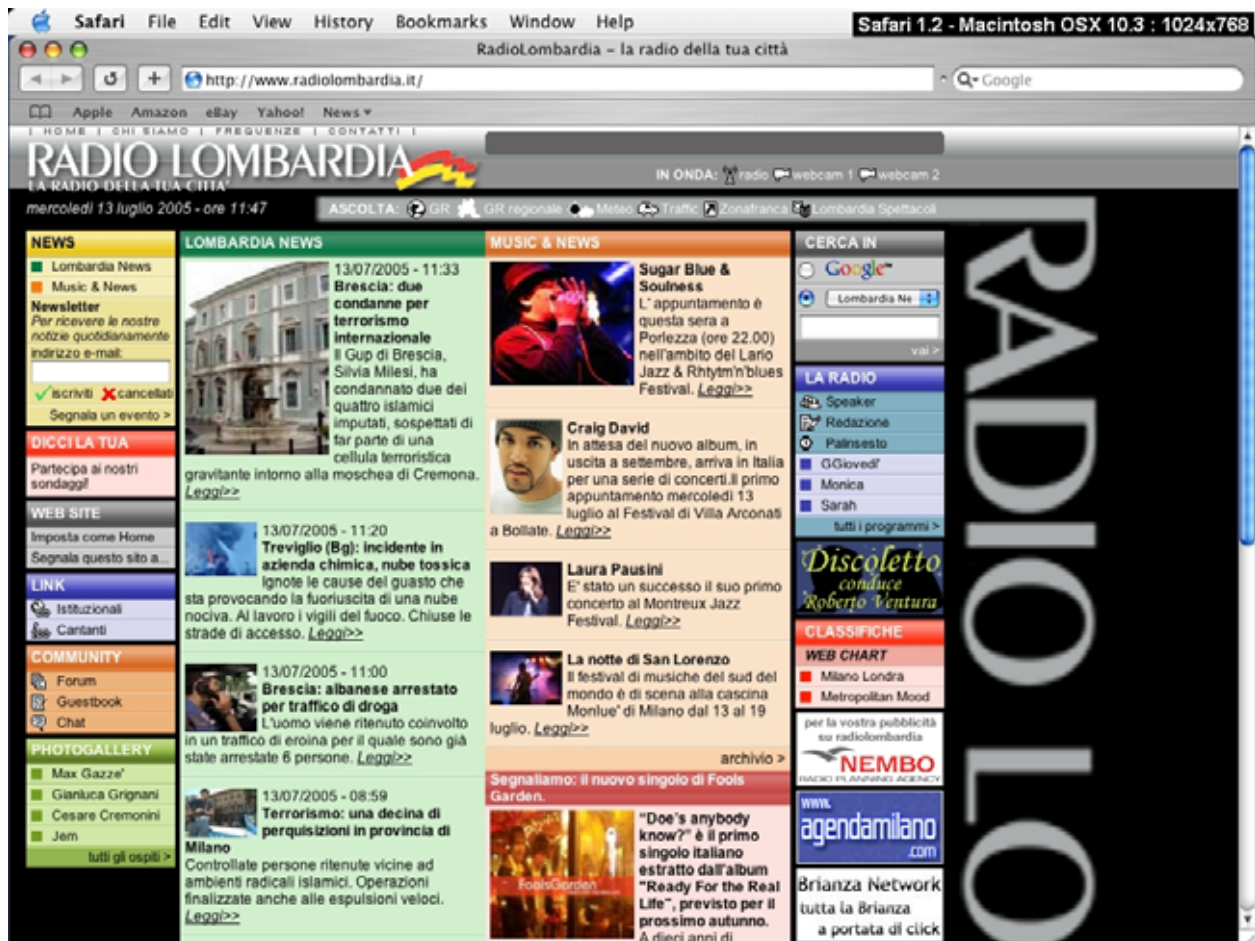 Safari File Edit View History Bookmarks Window Help
Safari 1.2 - Macintosh OSX 10.3 : 1024x768
RadioLombardia – la radio della tua città
http://www.radiolombardia.it/
Google
Apple Amazon eBay Yahoo! News
| HOME | CHI SIAMO | FREQUENZE | CONTATTI |
RADIO LOMBARDIA
LA RADIO DELLA TUA CITTA'
IN ONDA: radio webcam 1 webcam 2
mercoledì 13 luglio 2005 - ore 11:47
ASCOLTA: GR GR regionale Meteo Traffic Zonafranca Lombardia Spettacoli
NEWS
Lombardia News
Music & News
Newsletter
Per ricevere le nostre
notizie quotidianamente
indirizzo e-mail:
iscriviti cancellati
Segnala un evento >
DICCI LA TUA
Partecipa ai nostri
sondaggi!
WEB SITE
Imposta come Home
Segnala questo sito a...
LINK
Istituzionali
Cantanti
COMMUNITY
Forum
Guestbook
Chat
PHOTOGALLERY
Max Gazze'
Gianluca Grignani
Cesare Cremonini
Jem
tutti gli ospiti >
LOMBARDIA NEWS
13/07/2005 - 11:33
Brescia: due
condanne per
terrorismo
internazionale
Il Gup di Brescia,
Silvia Milesi, ha
condannato due dei
quattro islamici
imputati, sospettati di
far parte di una
cellula terroristica
gravitante intorno alla moschea di Cremona.
Leggi>>
13/07/2005 - 11:20
Treviglio (Bg): incidente in
azienda chimica, nube tossica
Ignote le cause del guasto che
sta provocando la fuoriuscita di una nube
nociva. Al lavoro i vigili del fuoco. Chiuse le
strade di accesso. Leggi>>
13/07/2005 - 11:00
Brescia: albanese arrestato
per traffico di droga
L'uomo viene ritenuto coinvolto
in un traffico di eroina per il quale sono già
state arrestate 6 persone. Leggi>>
13/07/2005 - 08:59
Terrorismo: una decina di
perquisizioni in provincia di
Milano
Controllate persone ritenute vicine ad
ambienti radicali islamici. Operazioni
finalizzate anche alle espulsioni veloci.
Leggi>>
MUSIC & NEWS
Sugar Blue &
Soulness
L' appuntamento è
questa sera a
Porlezza (ore 22.00)
nell'ambito del Lario
Jazz & Rhtytm'n'blues
Festival. Leggi>>
Craig David
In attesa del nuovo album, in
uscita a settembre, arriva in Italia
per una serie di concerti.Il primo
appuntamento mercoledì 13
luglio al Festival di Villa Arconati
a Bollate. Leggi>>
Laura Pausini
E' stato un successo il suo primo
concerto al Montreux Jazz
Festival. Leggi>>
La notte di San Lorenzo
Il festival di musiche del sud del
mondo è di scena alla cascina
Monlue' di Milano dal 13 al 19
luglio. Leggi>>
archivio >
Segnaliamo: il nuovo singolo di Fools
Garden.
FoolsGarden
"Doe's anybody
know?" è il primo
singolo italiano
estratto dall'album
"Ready For the Real
Life", previsto per il
prossimo autunno.
A dieci anni di
CERCA IN
Google
Lombardia Ne
vai >
LA RADIO
Speaker
Redazione
Palinsesto
GGiovedi'
Monica
Sarah
tutti i programmi >
Discoletto
conduce
Roberto Ventura
CLASSIFICHE
WEB CHART
Milano Londra
Metropolitan Mood
per la vostra pubblicità
su radiolombardia
NEMBO
RADIO PLANNING AGENCY
www.
agendamilano
.com
Brianza Network
tutta la Brianza
a portata di click
RADIO LO